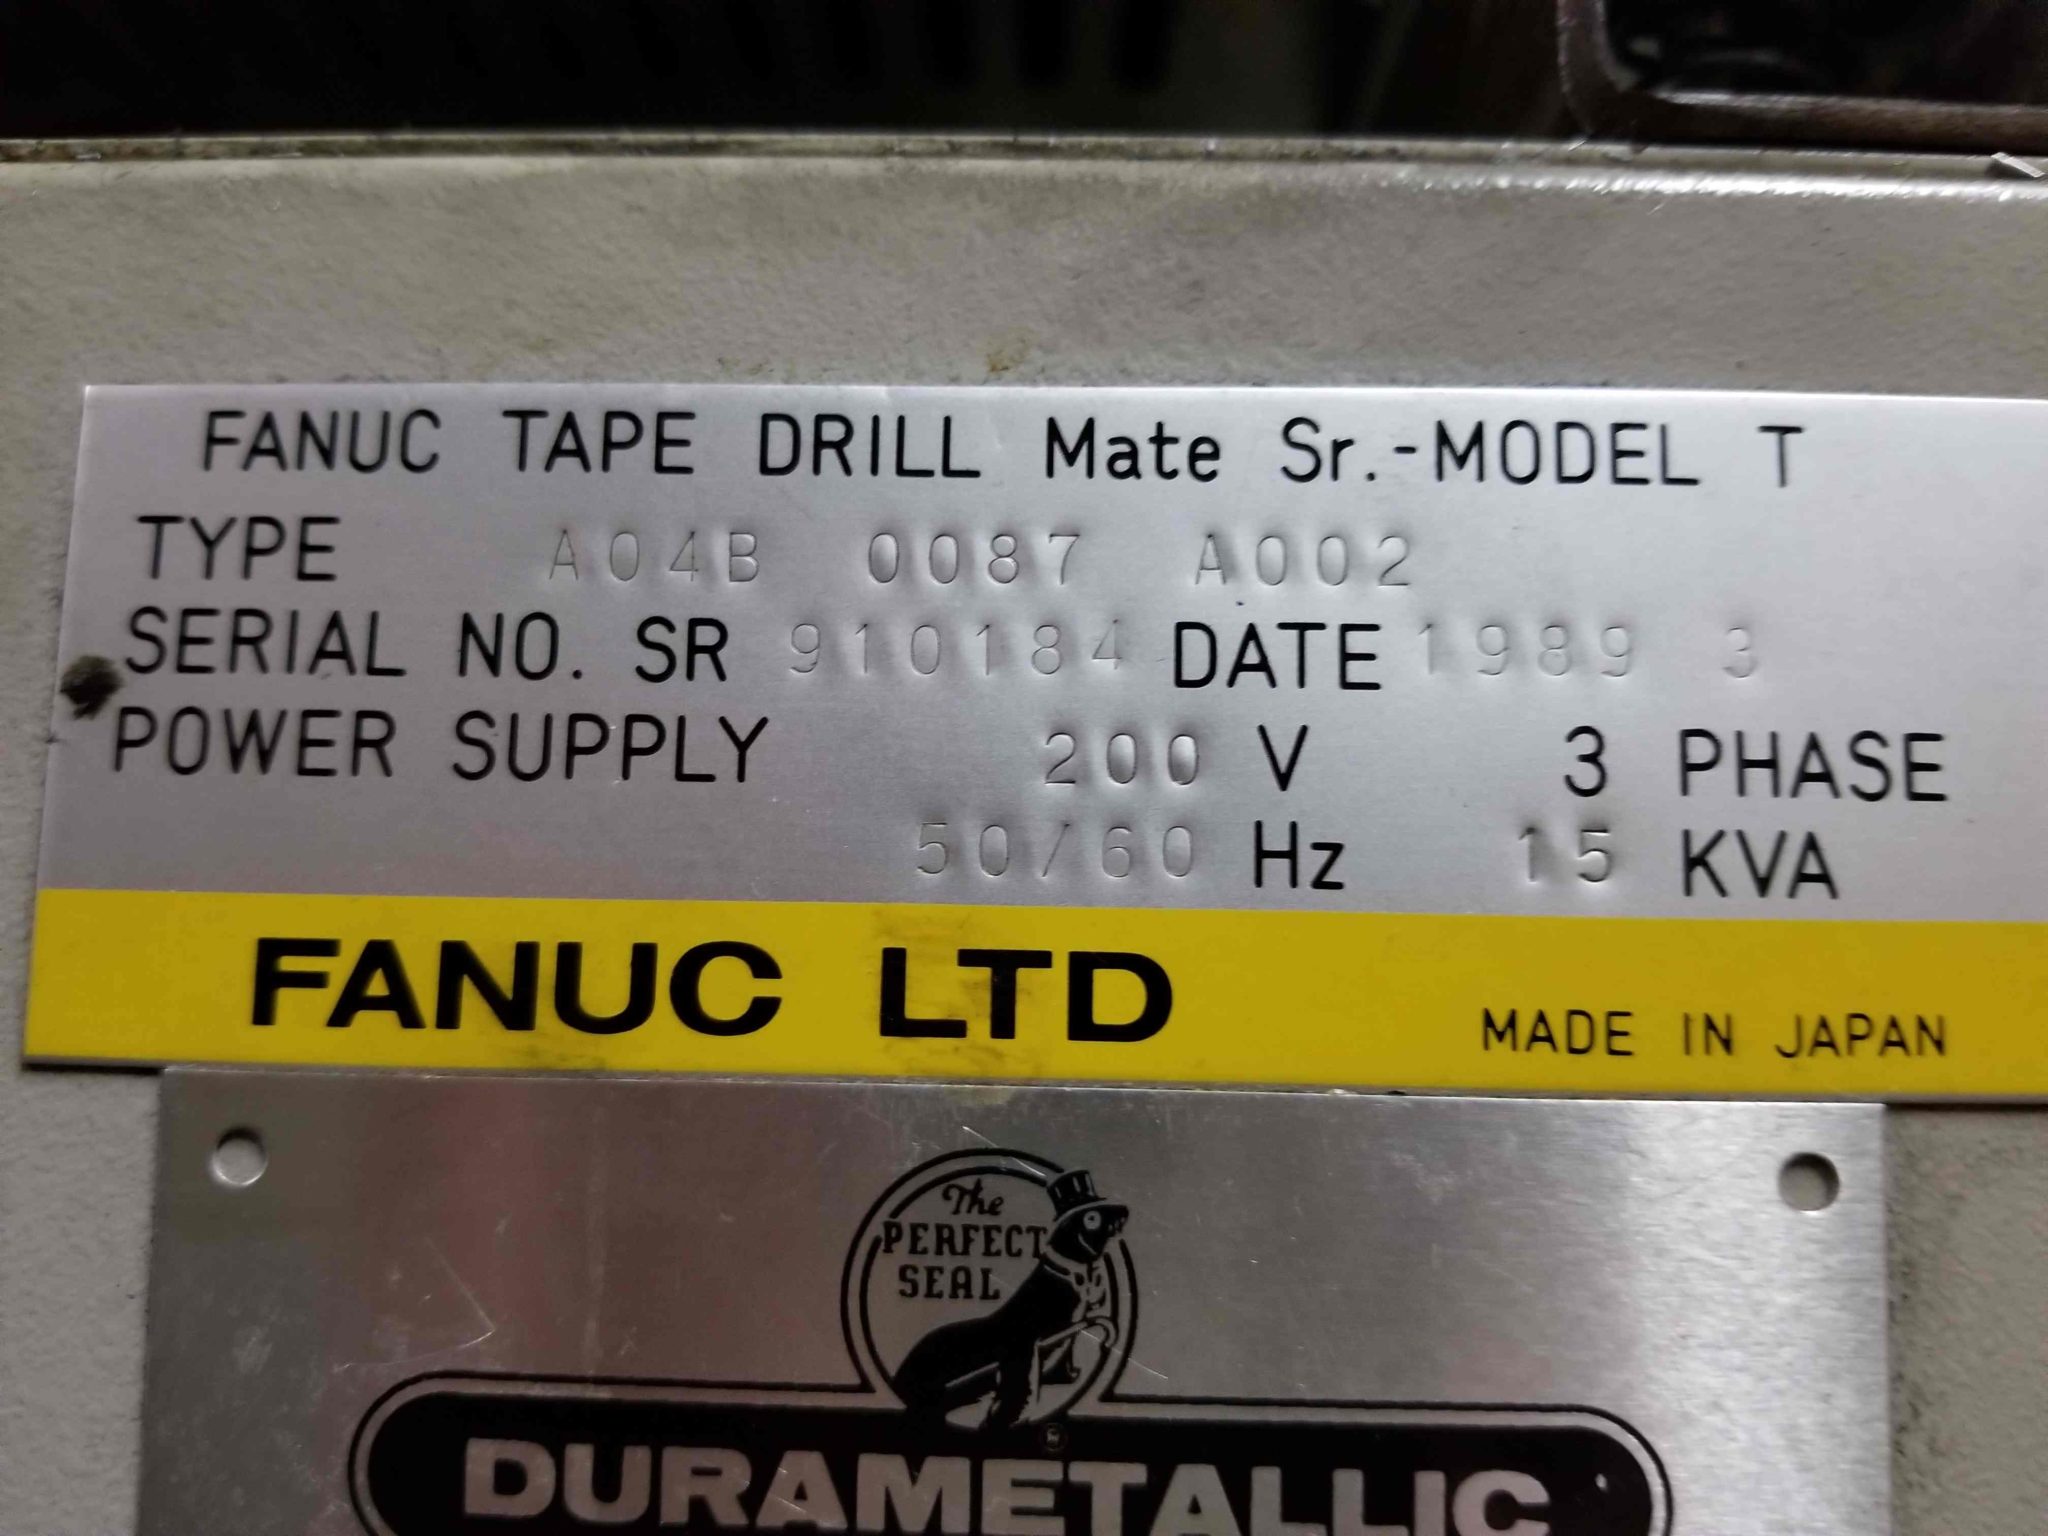 FANUC TAPE DRILL Mate Sr.-MODEL T
TYPE A04B 0087 A002
SERIAL NO. SR 910184 DATE 1989 3
POWER SUPPLY 200 V 3 PHASE
50/60 Hz 15 KVA
FANUC LTD MADE IN JAPAN
The
PERFECT
SEAL
DURAMETALLIC